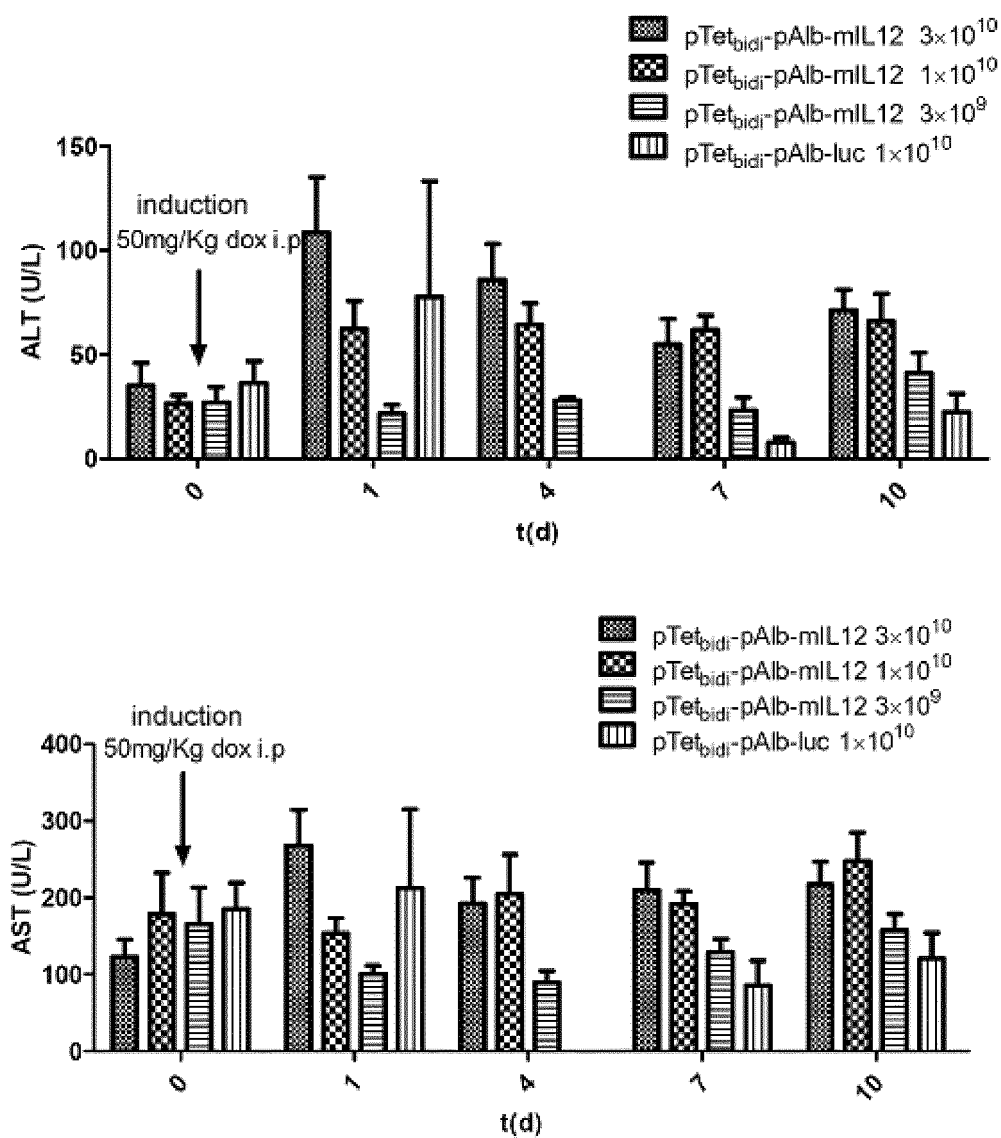 pTetbidi-pAlb-mIL12 3×10^10
pTetbidi-pAlb-mIL12 1×10^10
pTetbidi-pAlb-mIL12 3×10^9
pTetbidi-pAlb-luc 1×10^10
induction
50mg/Kg dox i.p
ALT (U/L)
150
100
50
0
0 1 4 7 10
t(d)
pTetbidi-pAlb-mIL12 3×10^10
pTetbidi-pAlb-mIL12 1×10^10
pTetbidi-pAlb-mIL12 3×10^9
pTetbidi-pAlb-luc 1×10^10
induction
50mg/Kg dox i.p
AST (U/L)
400
300
200
100
0
0 1 4 7 10
t(d)